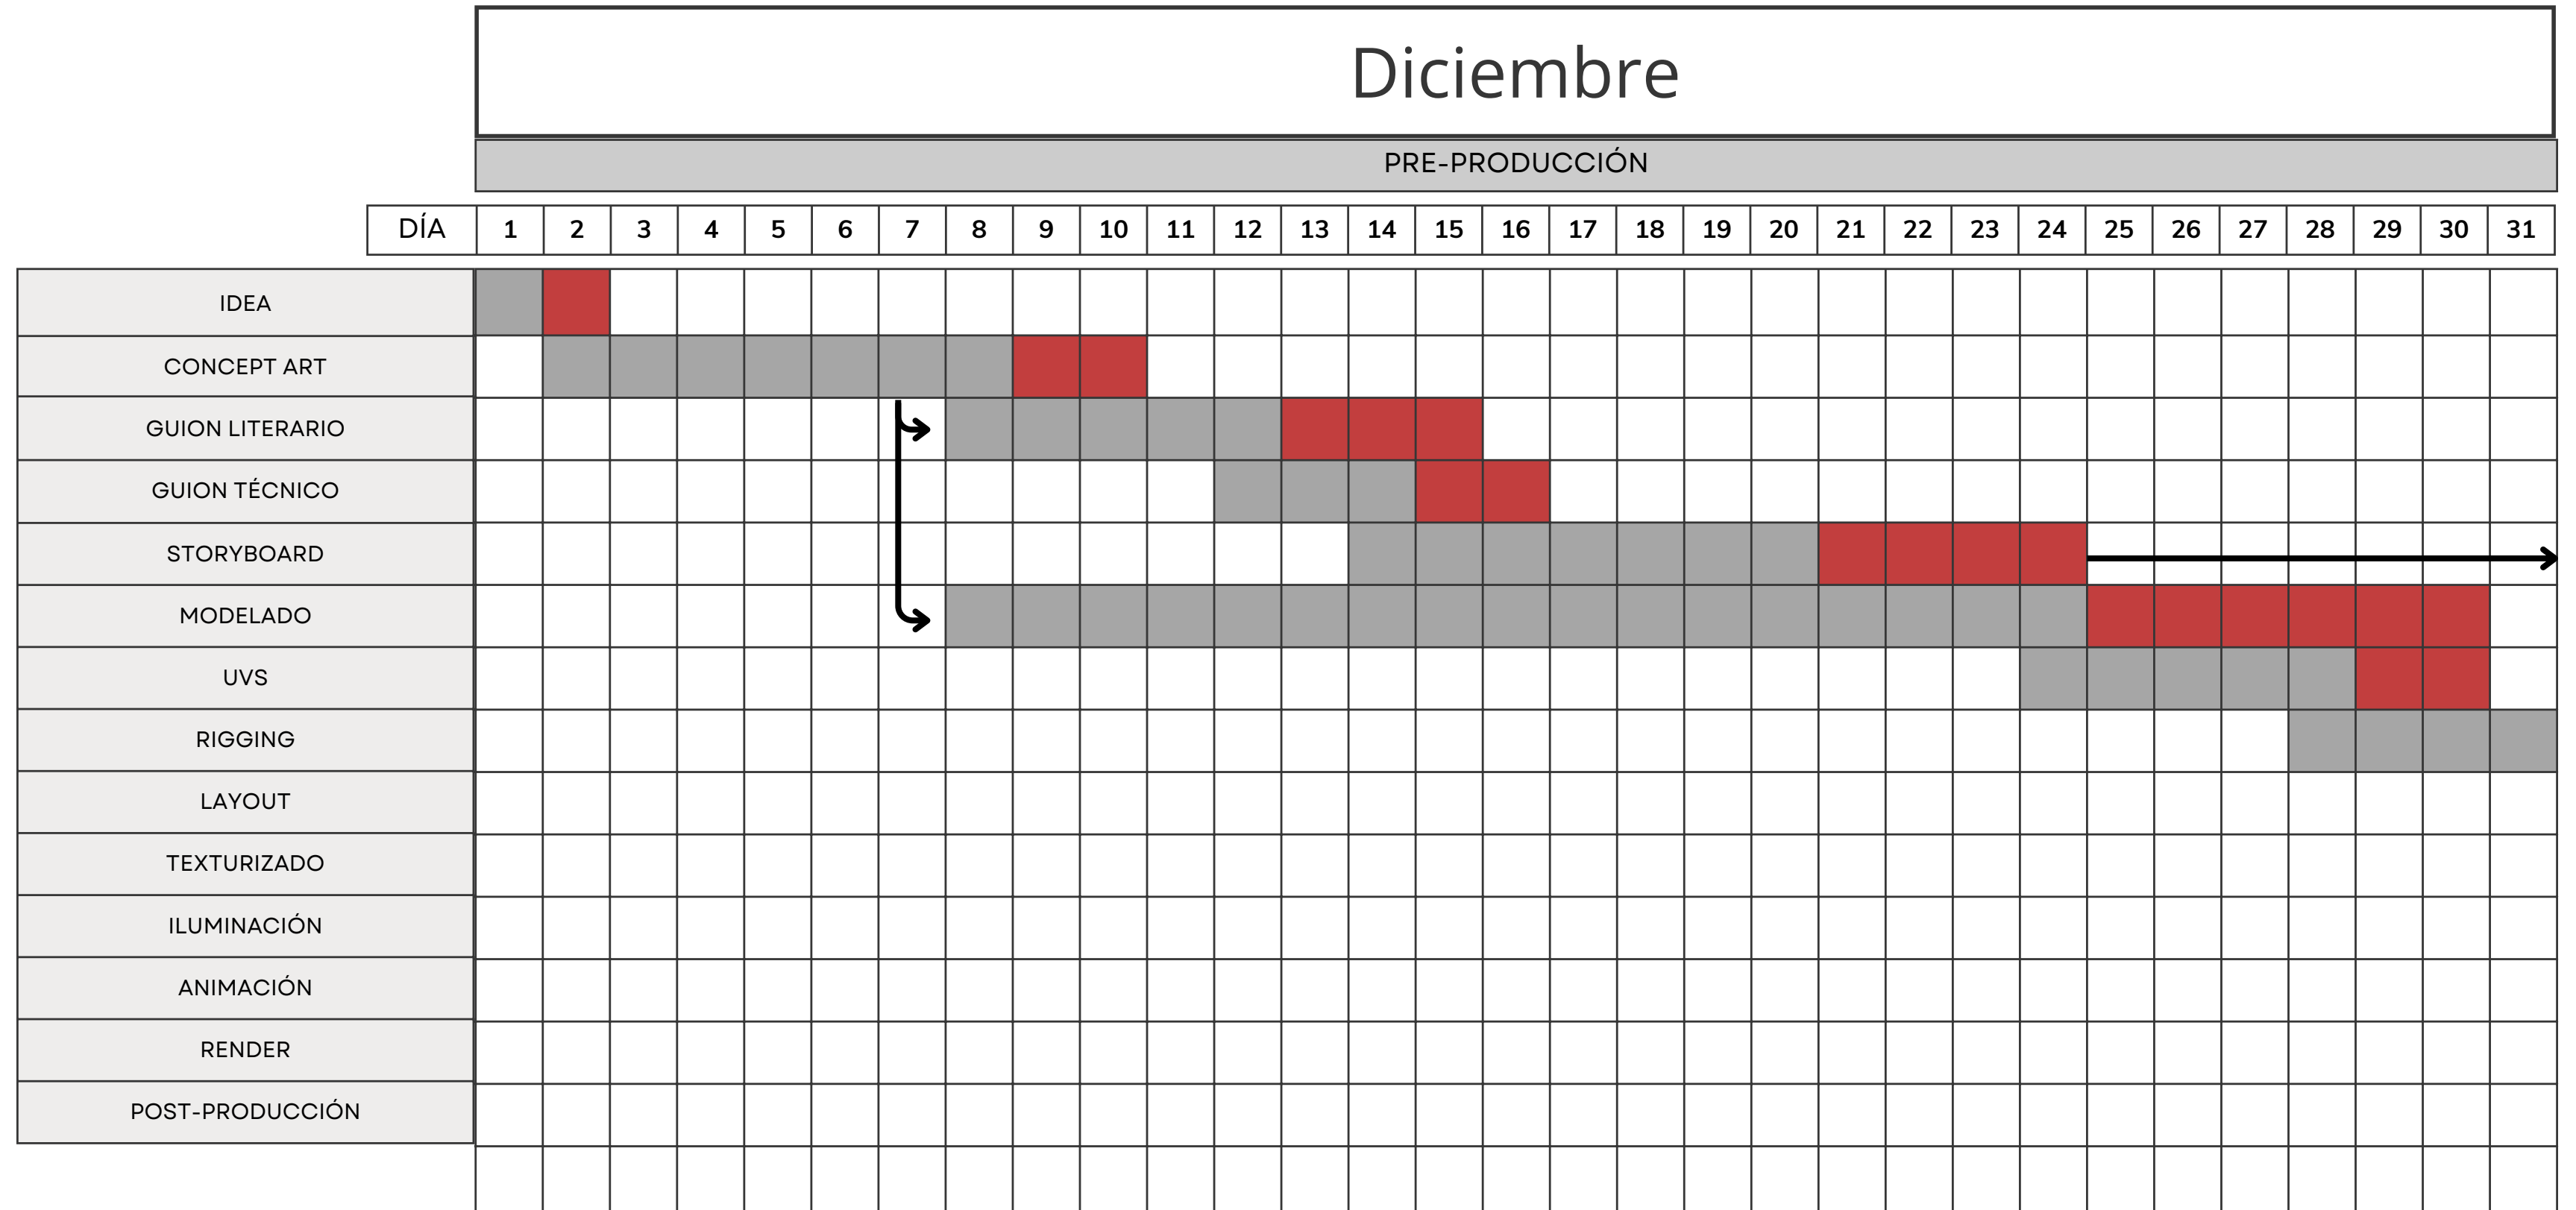 Diciembre
PRE-PRODUCCIÓN
DÍA 1 2 3 4 5 6 7 8 9 10 11 12 13 14 15 16 17 18 19 20 21 22 23 24 25 26 27 28 29 30 31
IDEA
CONCEPT ART
GUION LITERARIO
GUION TÉCNICO
STORYBOARD
MODELADO
UVS
RIGGING
LAYOUT
TEXTURIZADO
ILUMINACIÓN
ANIMACIÓN
RENDER
POST-PRODUCCIÓN